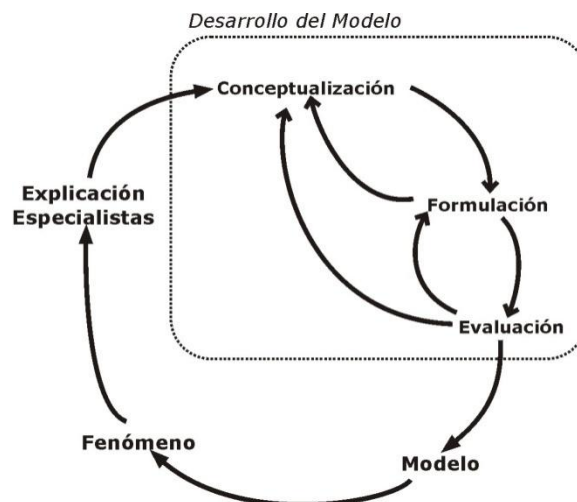 Desarrollo del Modelo
Conceptualización
Explicación
Especialistas
Formulación
Evaluación
Fenómeno
Modelo